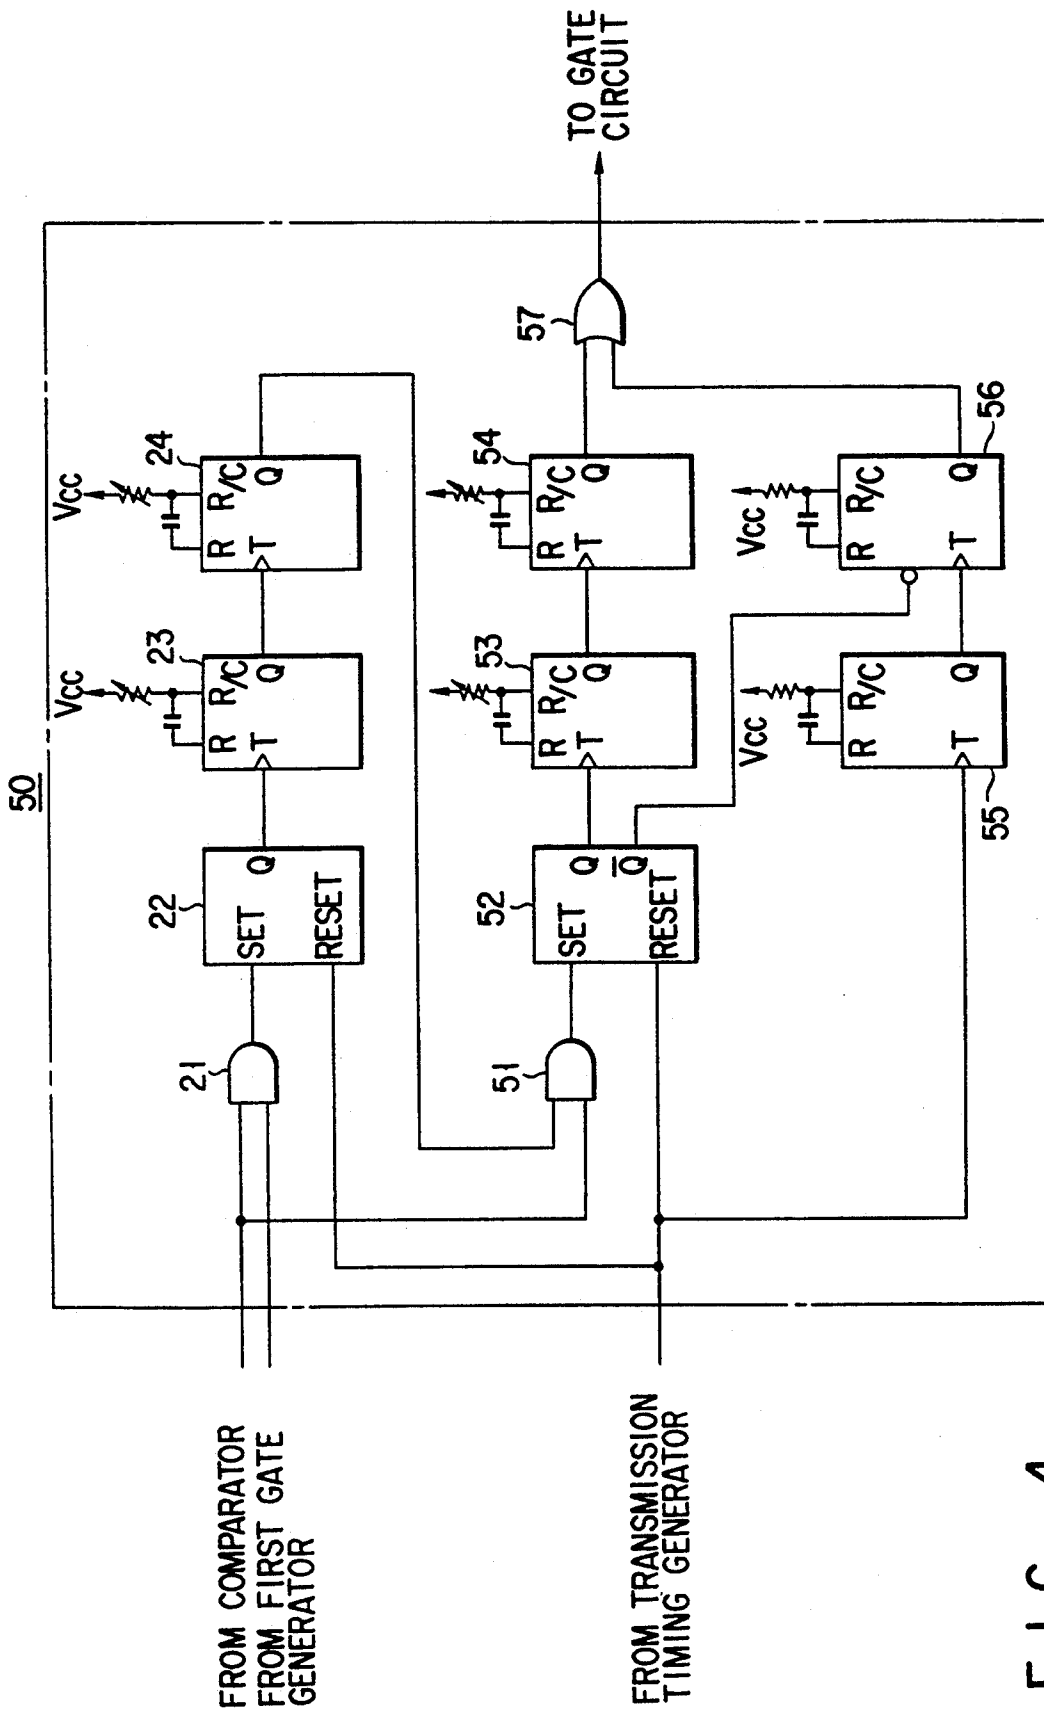 50
VCC
VCC
21
22
23
24
SET
RESET
Q
R
R/C
T
Q
R
R/C
T
Q
FROM COMPARATOR
FROM FIRST GATE
GENERATOR
51
52
53
54
57
SET
RESET
Q
Q
R
R/C
T
Q
R
R/C
T
Q
TO GATE
CIRCUIT
FROM TRANSMISSION
TIMING GENERATOR
VCC
VCC
R
R/C
T
Q
R
R/C
T
Q
55
56